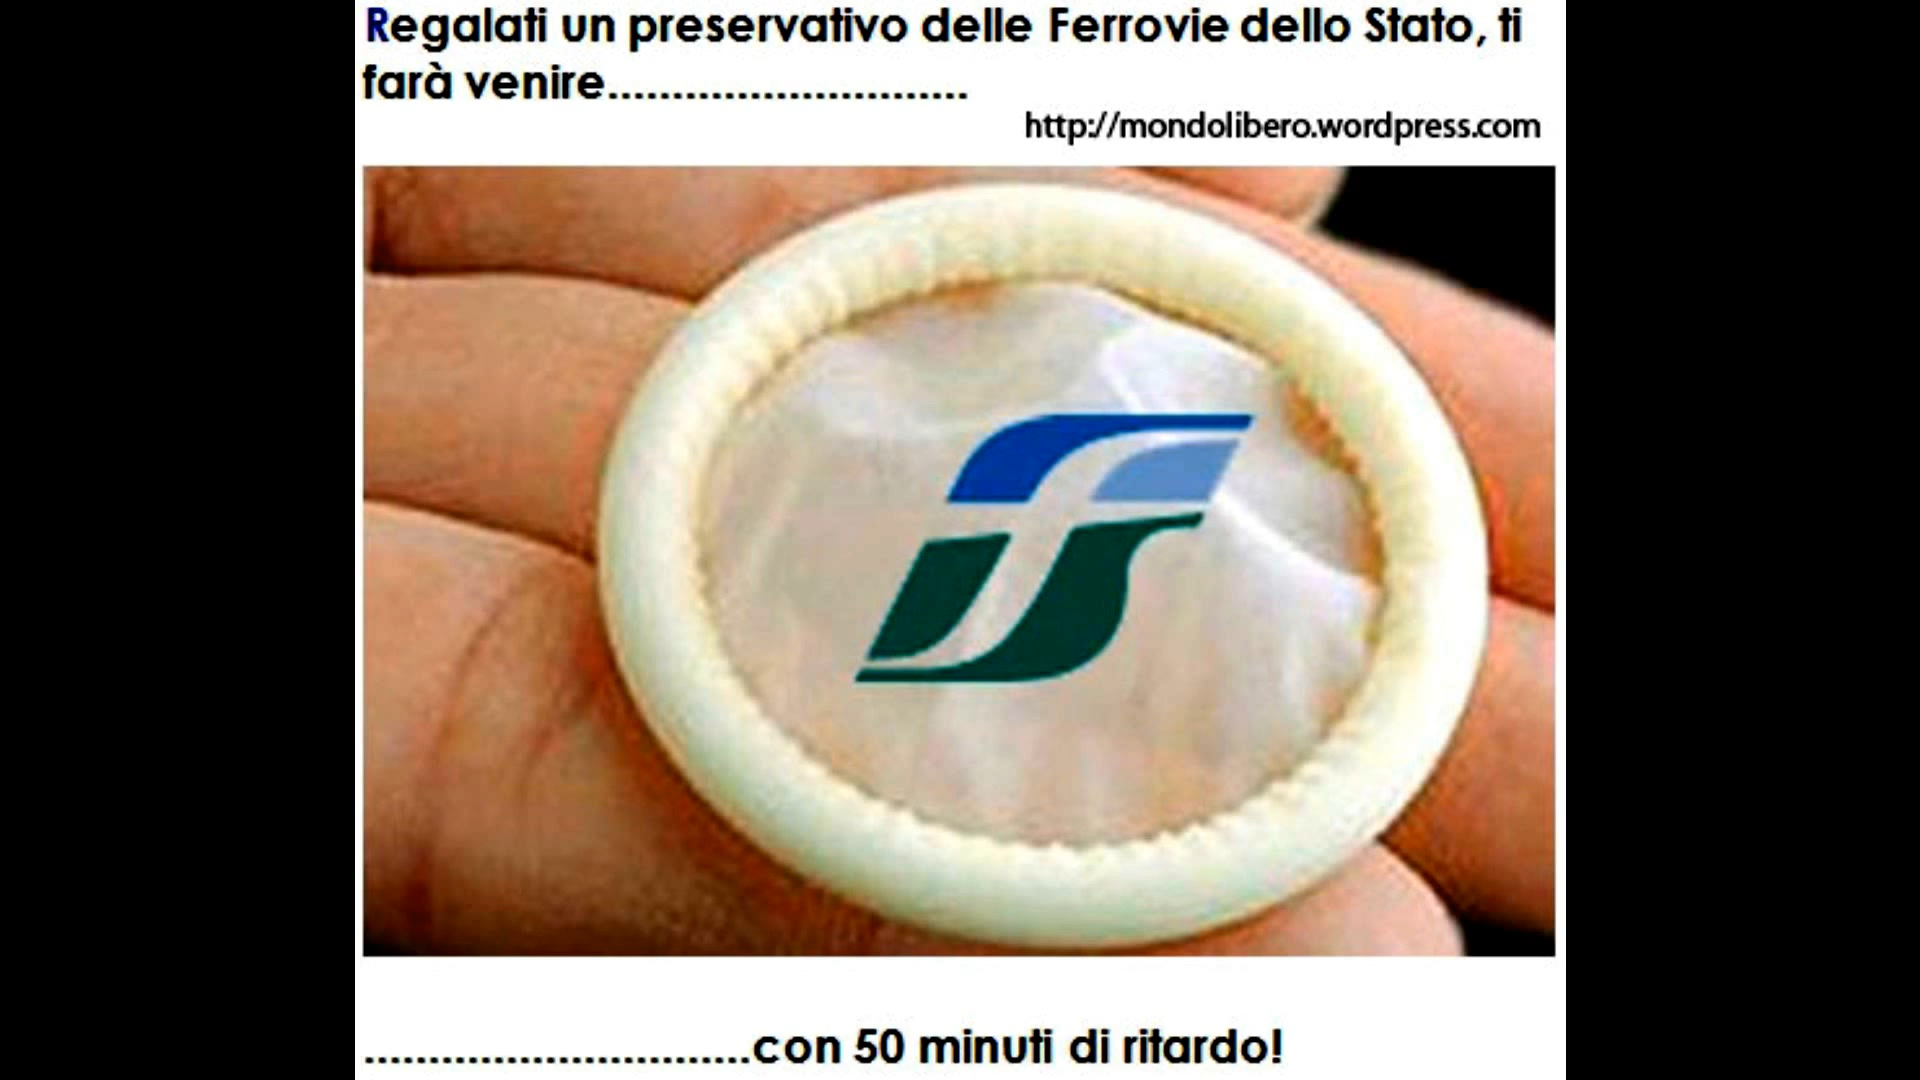 Regalati un preservativo delle Ferrovie dello Stato, ti
farà venire............................
http://mondolibero.wordpress.com
FS
..............................con 50 minuti di ritardo!